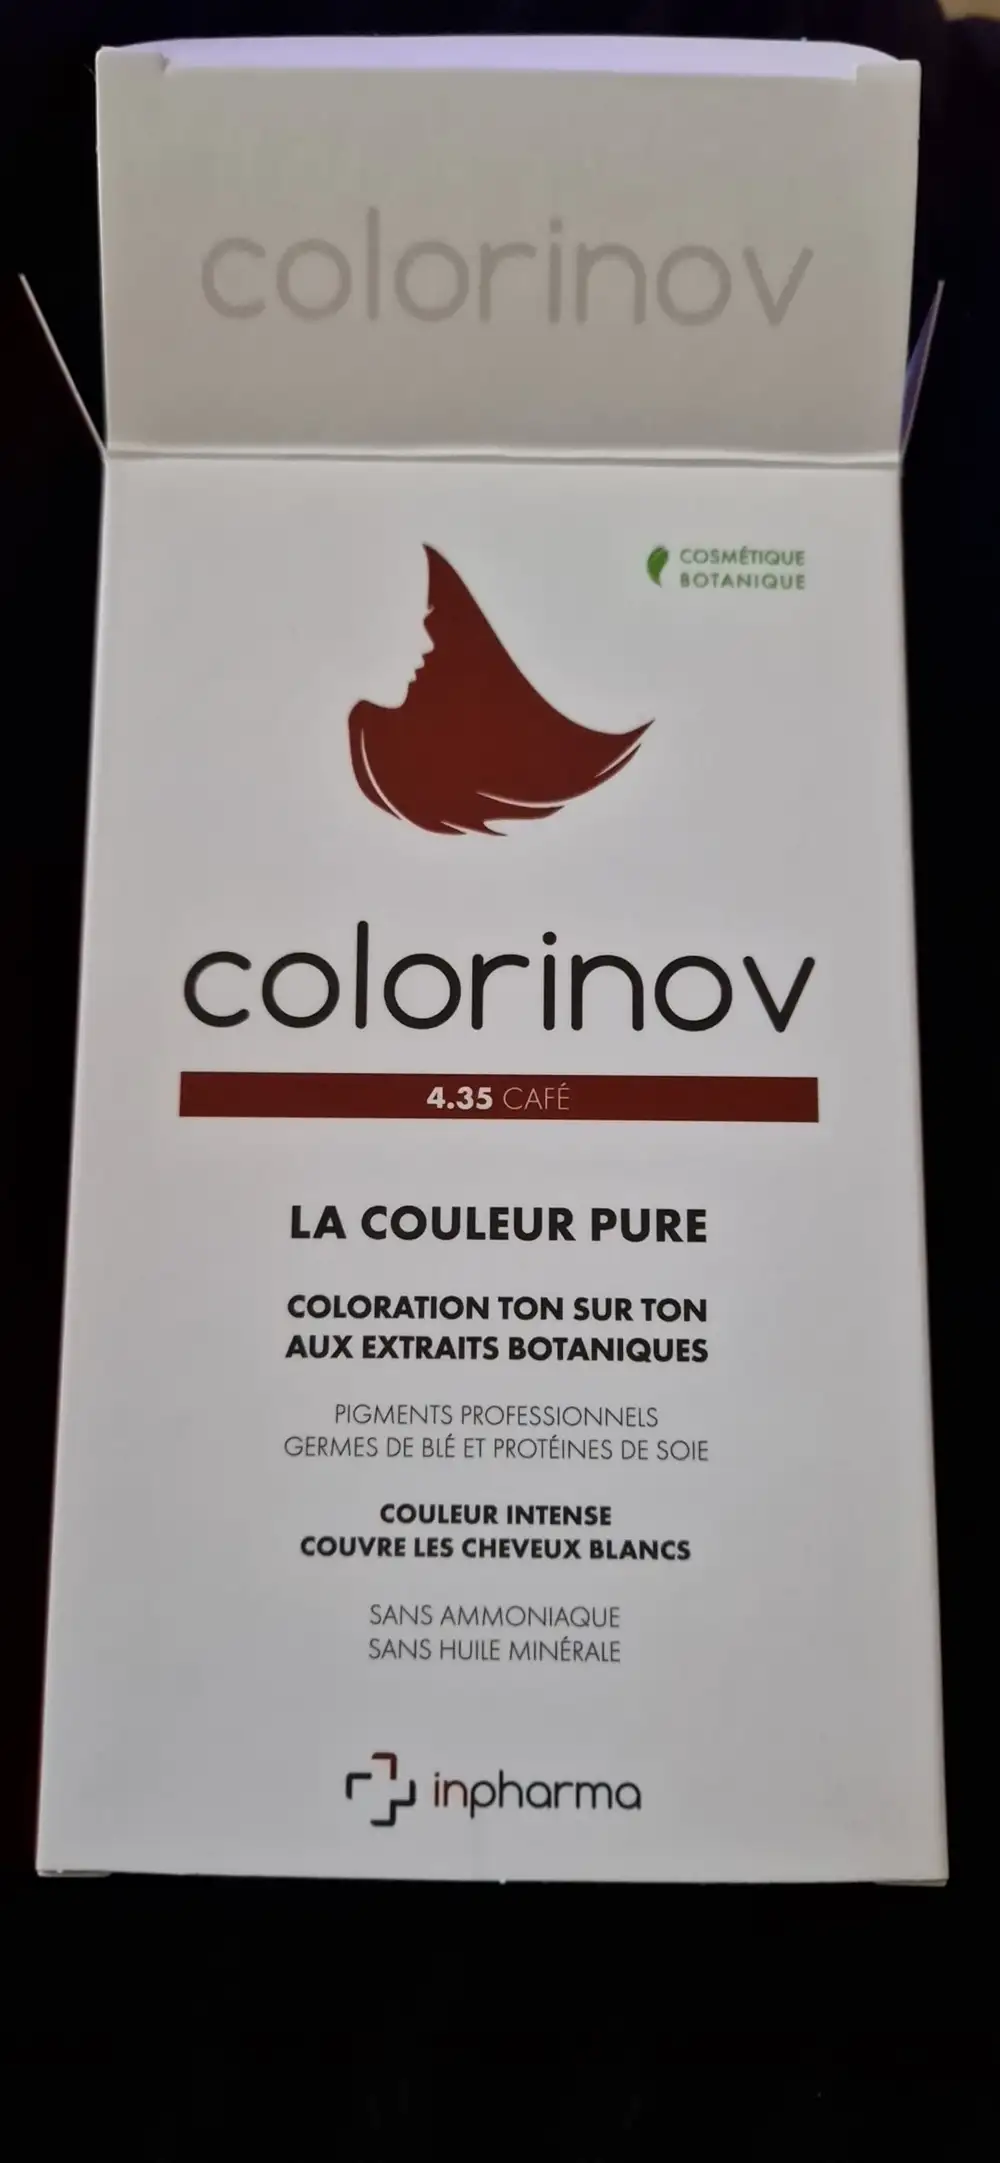 colorinov
COSMÉTIQUE
BOTANIQUE
colorinov
4.35 CAFÉ
LA COULEUR PURE
COLORATION TON SUR TON
AUX EXTRAITS BOTANIQUES
PIGMENTS PROFESSIONNELS
GERMES DE BLÉ ET PROTÉINES DE SOIE
COULEUR INTENSE
COUVRE LES CHEVEUX BLANCS
SANS AMMONIAQUE
SANS HUILE MINÉRALE
inpharma